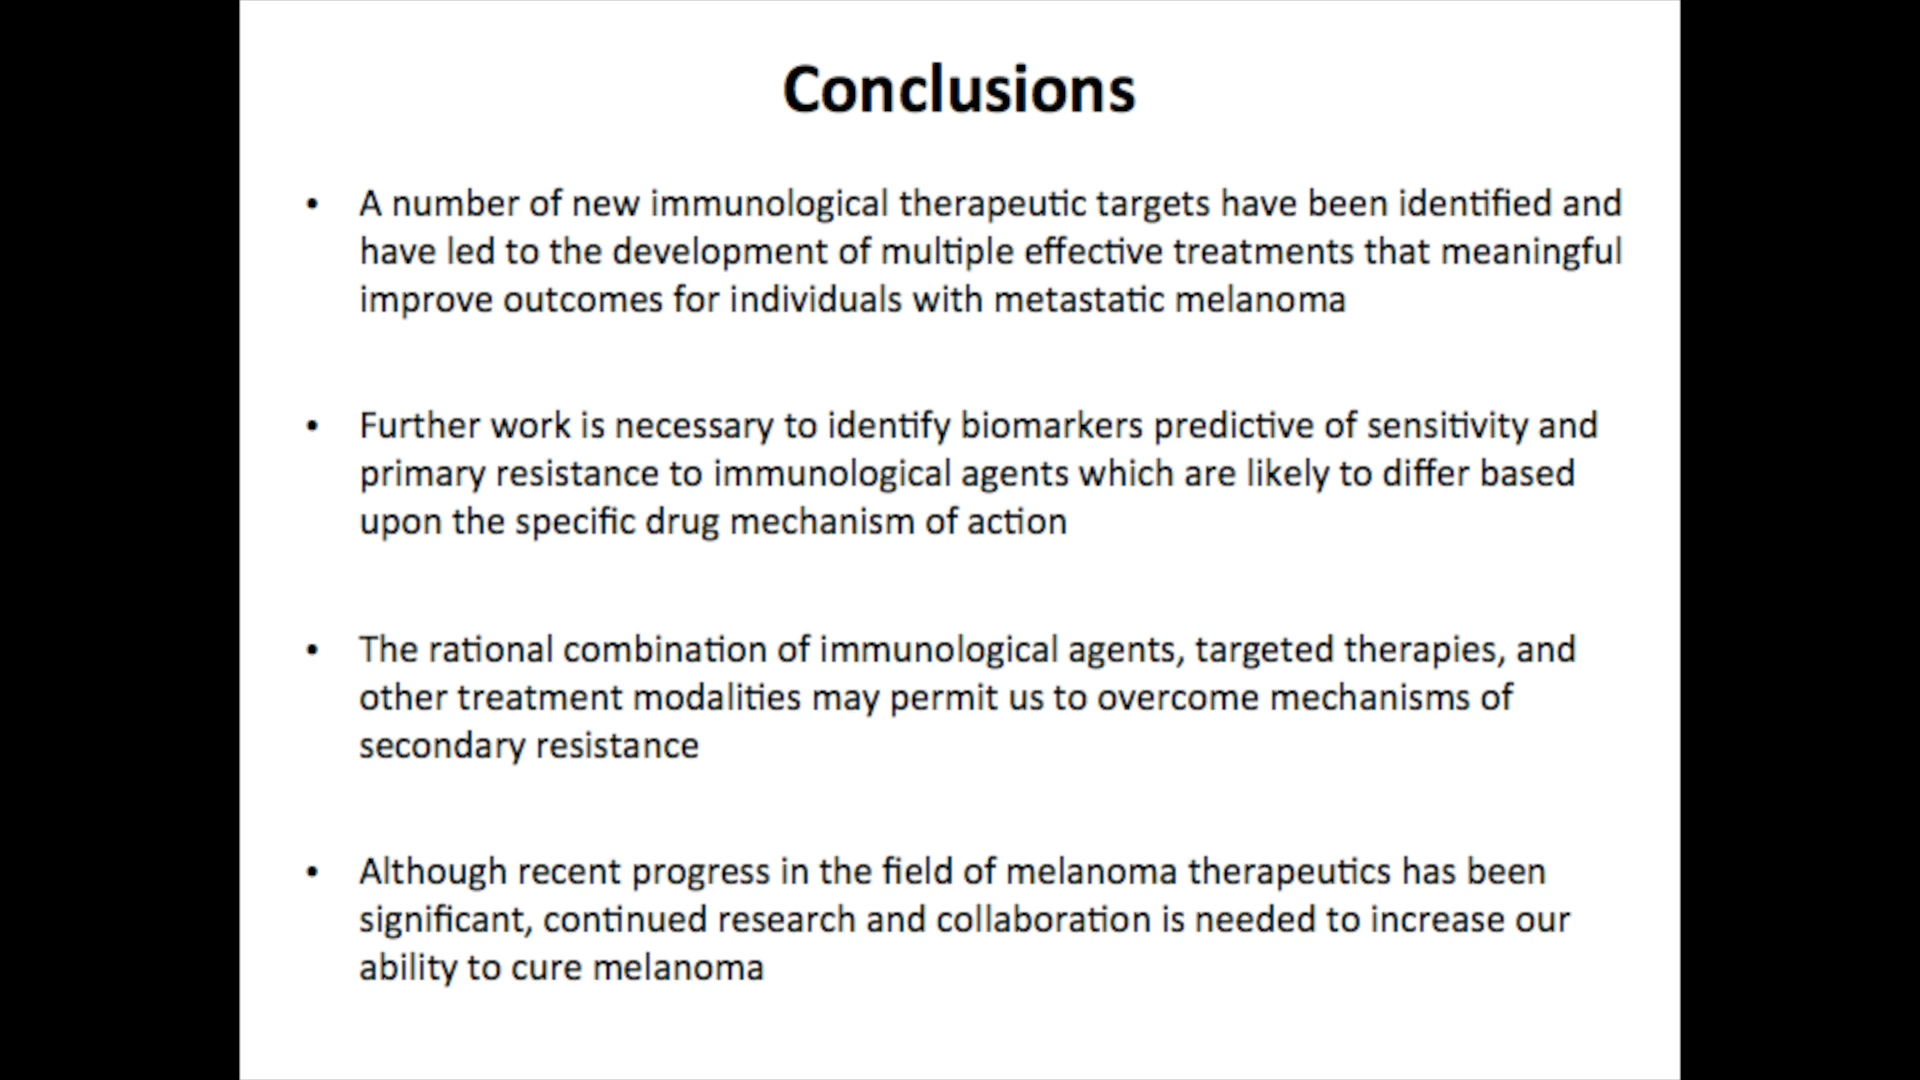 Conclusions
• A number of new immunological therapeutic targets have been identified and
have led to the development of multiple effective treatments that meaningful
improve outcomes for individuals with metastatic melanoma
• Further work is necessary to identify biomarkers predictive of sensitivity and
primary resistance to immunological agents which are likely to differ based
upon the specific drug mechanism of action
• The rational combination of immunological agents, targeted therapies, and
other treatment modalities may permit us to overcome mechanisms of
secondary resistance
• Although recent progress in the field of melanoma therapeutics has been
significant, continued research and collaboration is needed to increase our
ability to cure melanoma